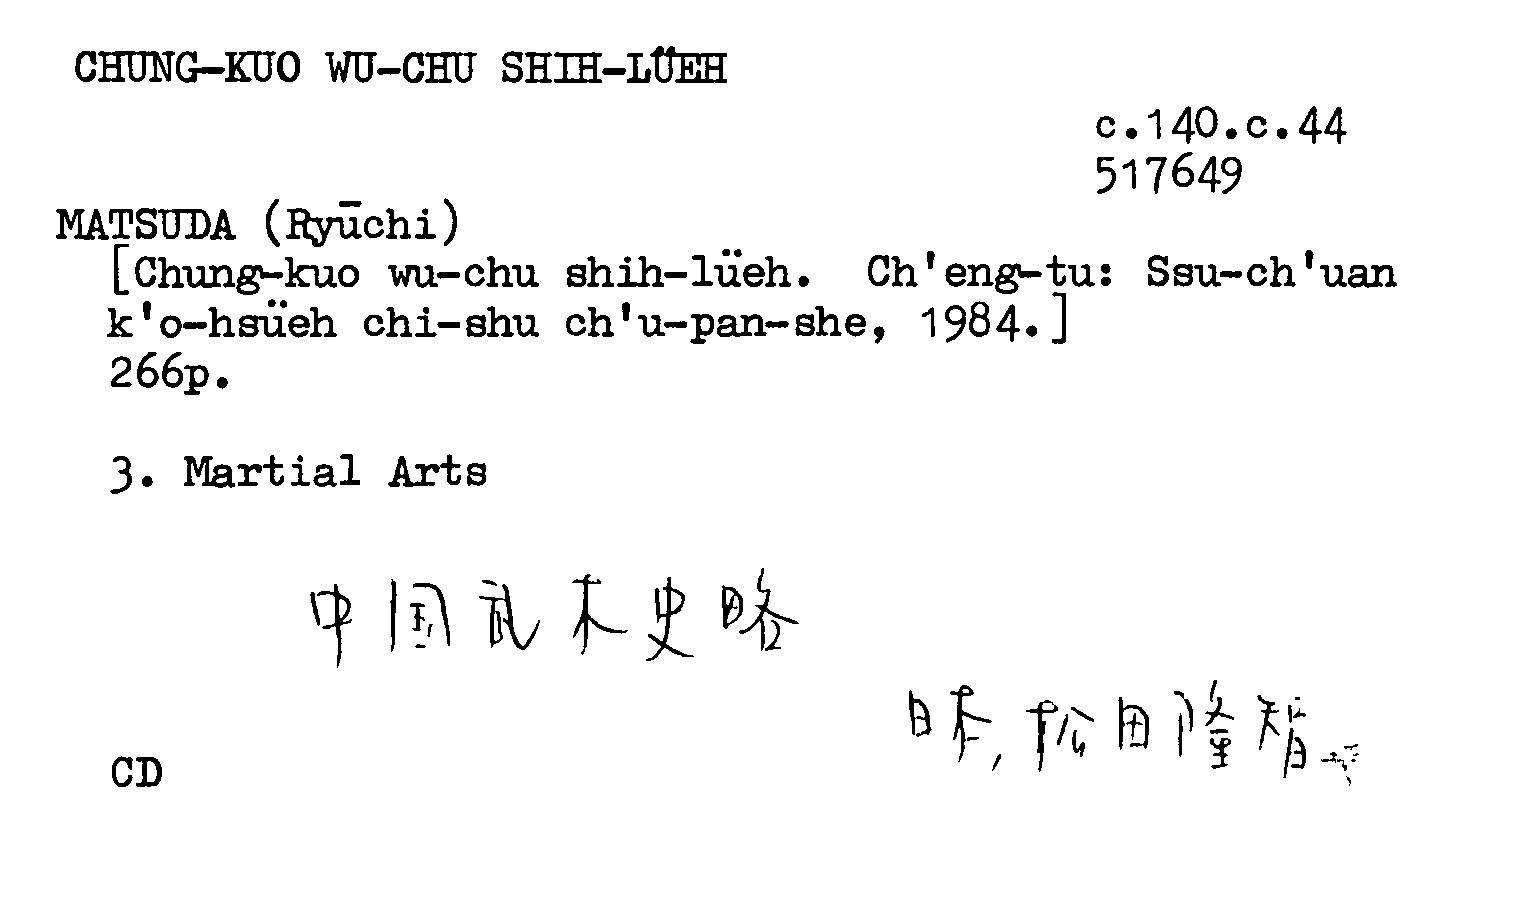 CHUNG-KUO WU-CHU SHIH-LÜEH
c.140.c.44
517649
MATSUDA (Ryūchi)
[Chung-kuo wu-chu shih-lüeh. Ch'eng-tu: Ssu-ch'uan
k'o-hsüeh chi-shu ch'u-pan-she, 1984.]
266p.
3. Martial Arts
中国武术史略
日本, 松田隆智
CD